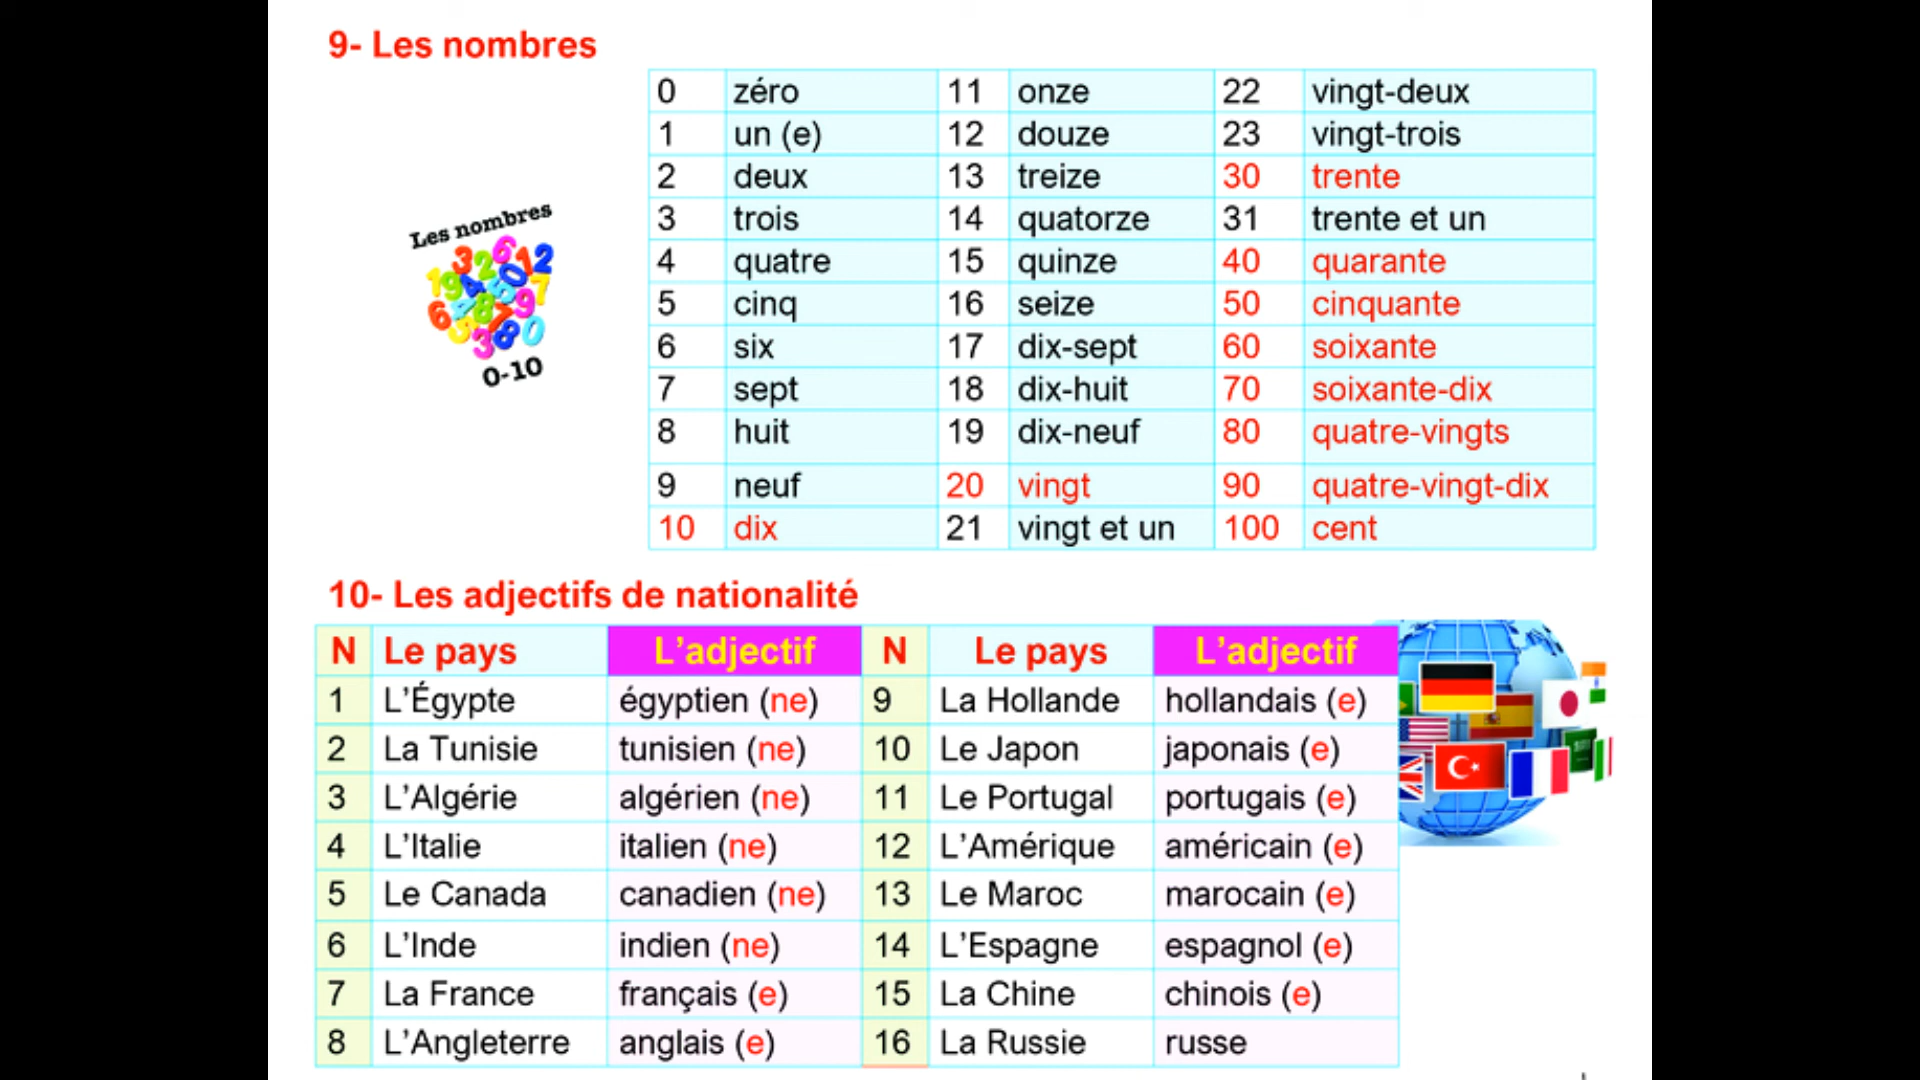 9- Les nombres
0 zéro 11 onze 22 vingt-deux
1 un (e) 12 douze 23 vingt-trois
2 deux 13 treize 30 trente
3 trois 14 quatorze 31 trente et un
4 quatre 15 quinze 40 quarante
5 cinq 16 seize 50 cinquante
6 six 17 dix-sept 60 soixante
7 sept 18 dix-huit 70 soixante-dix
8 huit 19 dix-neuf 80 quatre-vingts
9 neuf 20 vingt 90 quatre-vingt-dix
10 dix 21 vingt et un 100 cent
Les nombres
0-10
10- Les adjectifs de nationalité
N Le pays L'adjectif N Le pays L'adjectif
1 L'Égypte égyptien (ne) 9 La Hollande hollandais (e)
2 La Tunisie tunisien (ne) 10 Le Japon japonais (e)
3 L'Algérie algérien (ne) 11 Le Portugal portugais (e)
4 L'Italie italien (ne) 12 L'Amérique américain (e)
5 Le Canada canadien (ne) 13 Le Maroc marocain (e)
6 L'Inde indien (ne) 14 L'Espagne espagnol (e)
7 La France français (e) 15 La Chine chinois (e)
8 L'Angleterre anglais (e) 16 La Russie russe